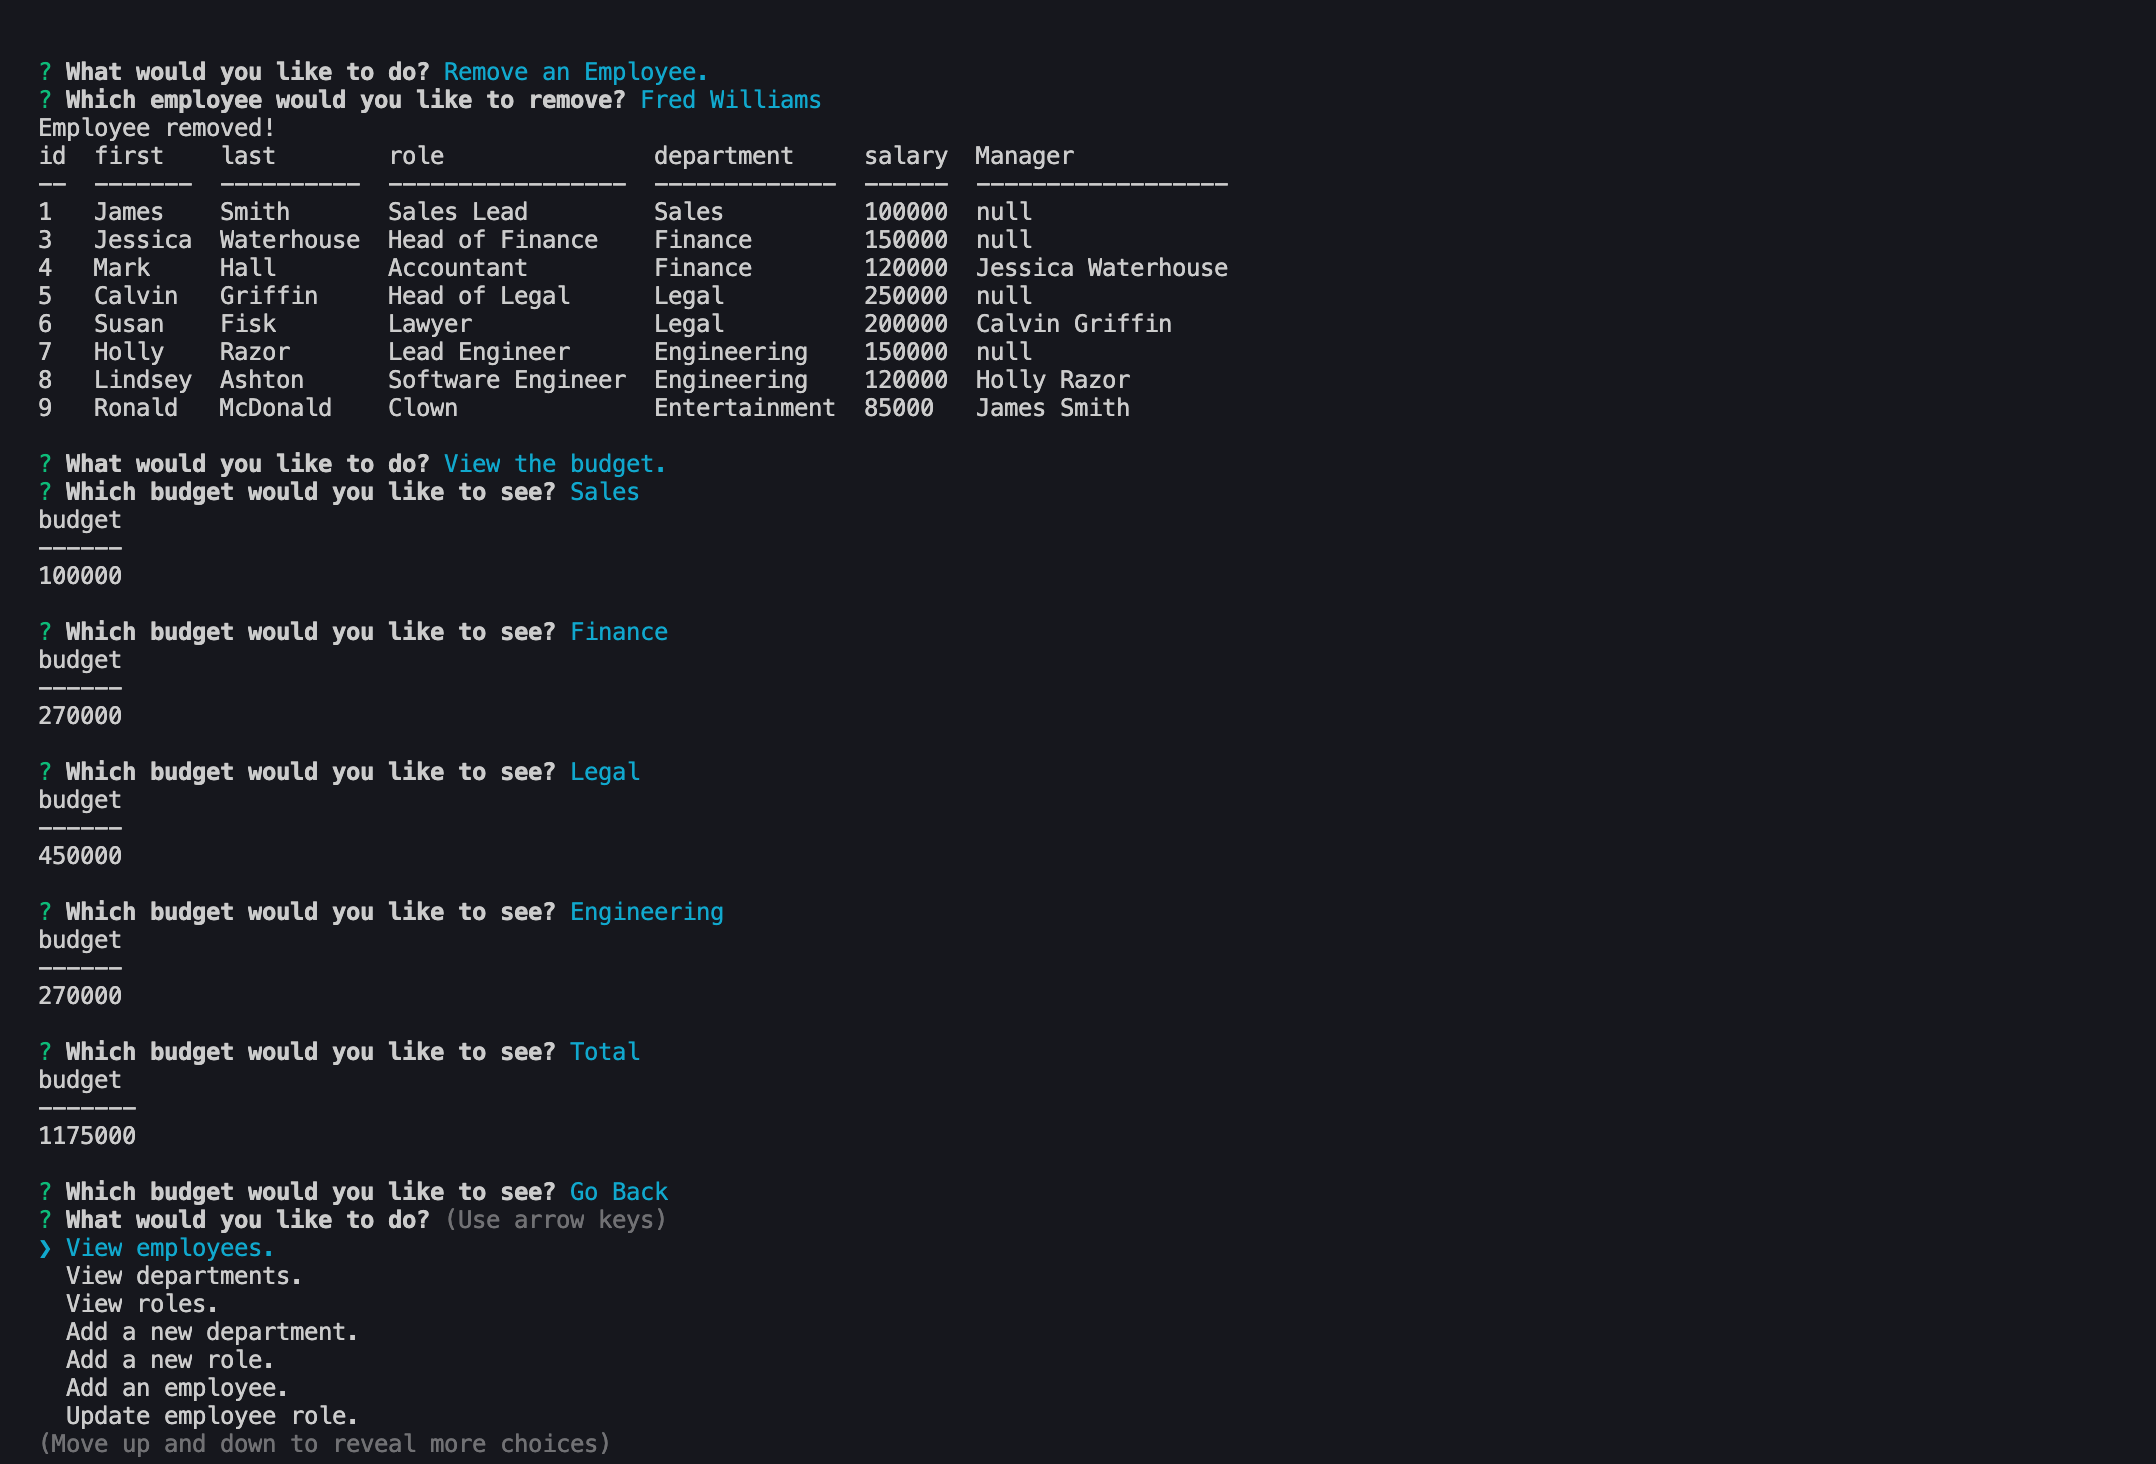 ? What would you like to do? Remove an Employee.
? Which employee would you like to remove? Fred Williams
Employee removed!
id  first    last        role               department     salary  Manager
--  -------  ----------  -----------------  -------------  ------  ------------------
1   James    Smith       Sales Lead         Sales          100000  null
3   Jessica  Waterhouse  Head of Finance    Finance        150000  null
4   Mark     Hall        Accountant         Finance        120000  Jessica Waterhouse
5   Calvin   Griffin     Head of Legal      Legal          250000  null
6   Susan    Fisk        Lawyer             Legal          200000  Calvin Griffin
7   Holly    Razor       Lead Engineer      Engineering    150000  null
8   Lindsey  Ashton      Software Engineer  Engineering    120000  Holly Razor
9   Ronald   McDonald    Clown              Entertainment  85000   James Smith
? What would you like to do? View the budget.
? Which budget would you like to see? Sales
budget
------
100000
? Which budget would you like to see? Finance
budget
------
270000
? Which budget would you like to see? Legal
budget
------
450000
? Which budget would you like to see? Engineering
budget
------
270000
? Which budget would you like to see? Total
budget
-------
1175000
? Which budget would you like to see? Go Back
? What would you like to do? (Use arrow keys)
❯ View employees.
  View departments.
  View roles.
  Add a new department.
  Add a new role.
  Add an employee.
  Update employee role.
(Move up and down to reveal more choices)